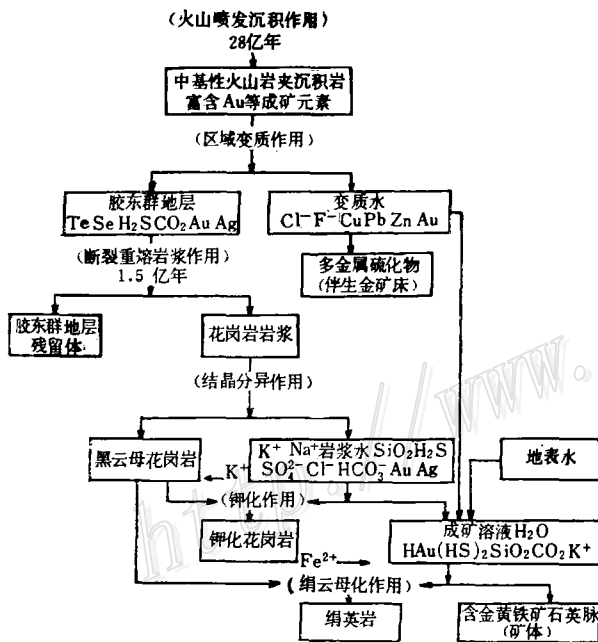 (火山喷发沉积作用)
28亿年
中基性火山岩夹沉积岩
富含Au等成矿元素
(区域变质作用)
胶东群地层
TeSeH₂SCO₂AuAg
变质水
Cl⁻F⁻CuPbZnAu
(断裂重熔岩浆作用)
1.5亿年
多金属硫化物
(伴生金矿床)
胶东群地层
残留体
花岗岩岩浆
(结晶分异作用)
黑云母花岗岩
K⁺
K⁺Na⁺岩浆水SiO₂H₂S
SO₄²⁻Cl⁻HCO₃⁻AuAg
地表水
(钾化作用)
钾化花岗岩
成矿溶液H₂O
HAu(HS)₂SiO₂CO₂K⁺
Fe²⁺
(绢云母化作用)
绢英岩
含金黄铁矿石英脉
(矿体)
http://www